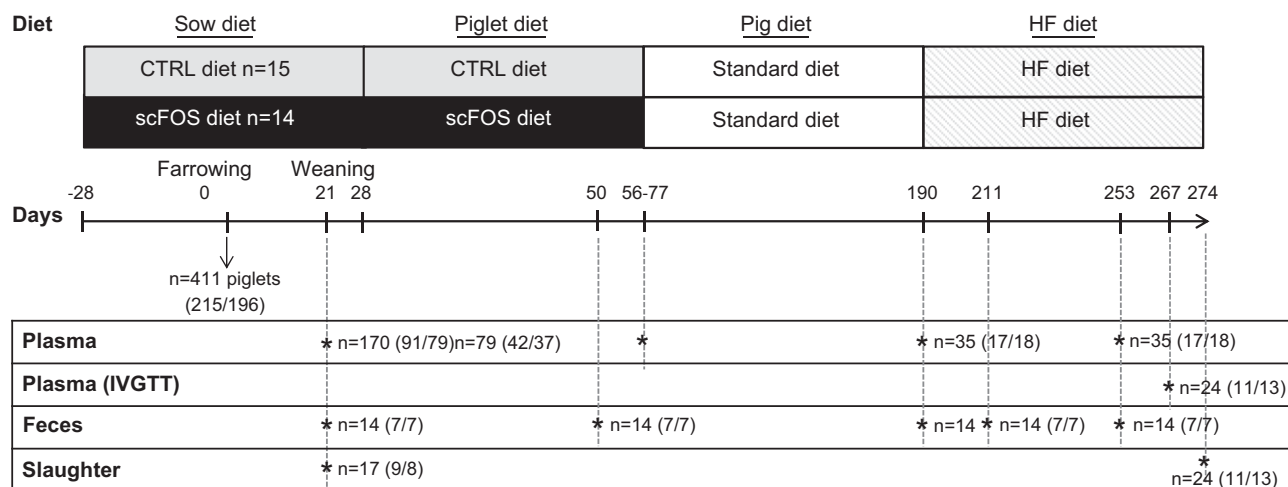 Diet Sow diet Piglet diet Pig diet HF diet
CTRL diet n=15 CTRL diet Standard diet HF diet
scFOS diet n=14 scFOS diet Standard diet HF diet
Farrowing Weaning
-28 0 21 28 50 56-77 190 211 253 267 274
Days
n=411 piglets
(215/196)
Plasma * n=170 (91/79)n=79 (42/37) * * n=35 (17/18) * n=35 (17/18)
Plasma (IVGTT) * n=24 (11/13)
Feces * n=14 (7/7) * n=14 (7/7) * n=14 * n=14 (7/7) * n=14 (7/7)
Slaughter * n=17 (9/8) *
n=24 (11/13)